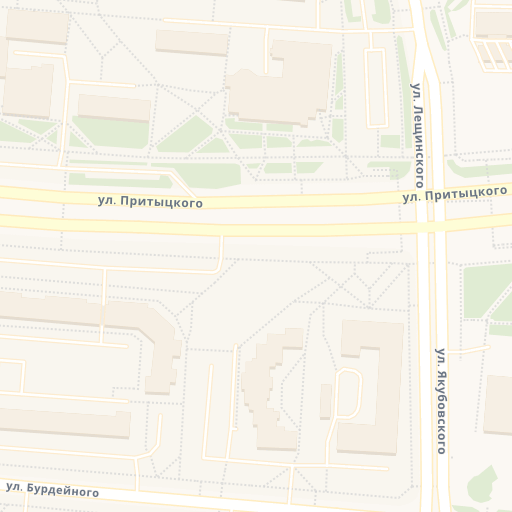 ул. Лещинского
ул. Притыцкого
ул. Притыцкого
ул. Якубовского
ул. Бурдейного